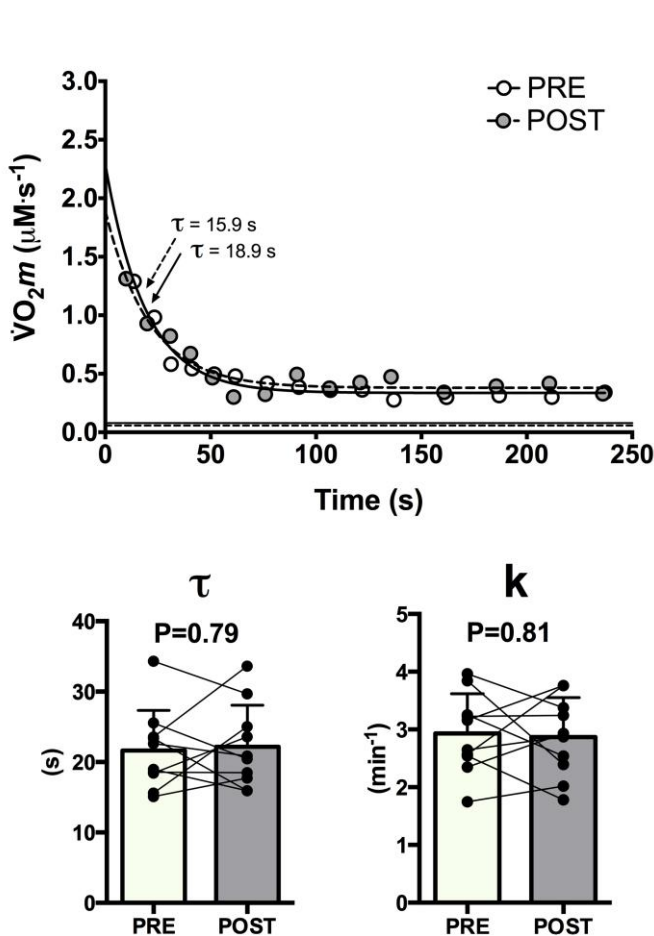 PRE
POST
3.0
2.5
2.0
1.5
1.0
0.5
0.0
V̇O₂m (μM·s⁻¹)
τ = 15.9 s
τ = 18.9 s
0 50 100 150 200 250
Time (s)
τ
P=0.79
40
30
20
10
0
(s)
PRE POST
k
P=0.81
5
4
3
2
1
0
(min⁻¹)
PRE POST